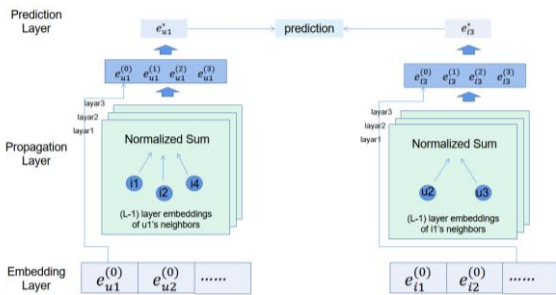 Prediction Layer
e*u1
prediction
e*i3
e(0)u1 e(1)u1 e(2)u1 e(3)u1
e(0)i3 e(1)i3 e(2)i3 e(3)i3
Propagation Layer
layar3
layar2
layar1
Normalized Sum
i1 i2 i4
(L-1) layer embeddings
of u1's neighbors
layar3
layar2
layar1
Normalized Sum
u2 u3
(L-1) layer embeddings
of i1's neighbors
Embedding Layer
e(0)u1 e(0)u2 ......
e(0)i1 e(0)i2 ......